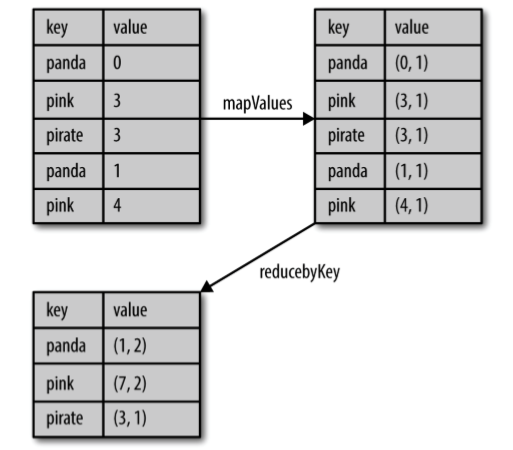 key value
panda 0
pink 3
pirate 3
panda 1
pink 4
mapValues
key value
panda (0, 1)
pink (3, 1)
pirate (3, 1)
panda (1, 1)
pink (4, 1)
reducebyKey
key value
panda (1, 2)
pink (7, 2)
pirate (3, 1)